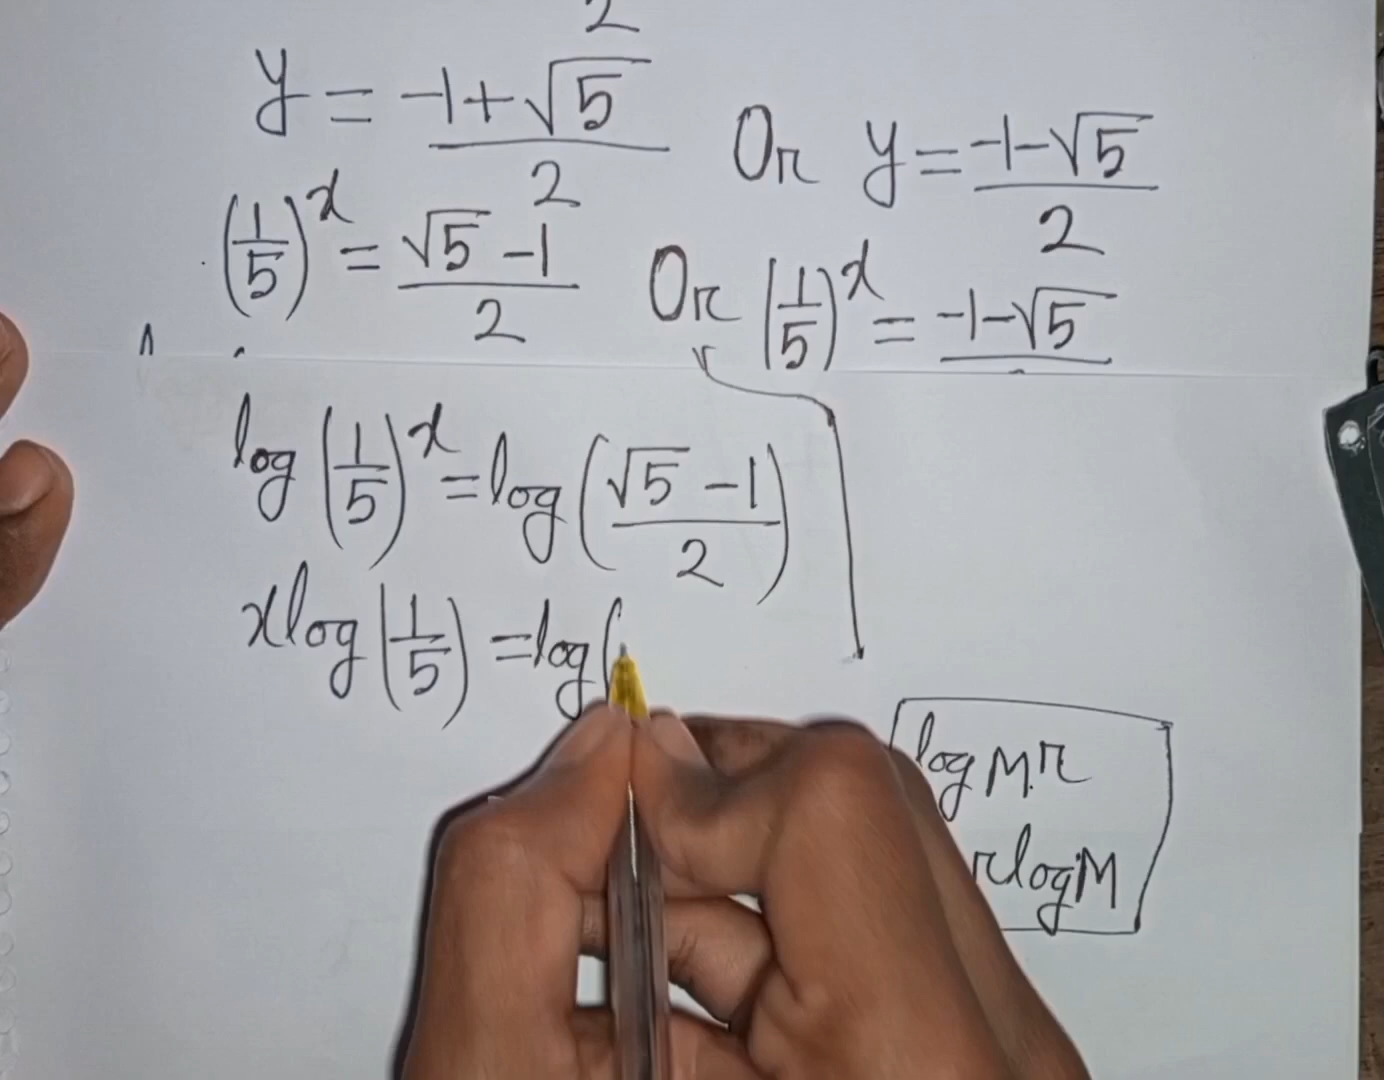 2
y = (-1+√5)/2 Or y = (-1-√5)/2
(1/5)^x = (√5 -1)/2 Or (1/5)^x = -1-√5
log (1/5)^x = log ((√5 -1)/2)
x log (1/5) = log (
log M^r
r log M